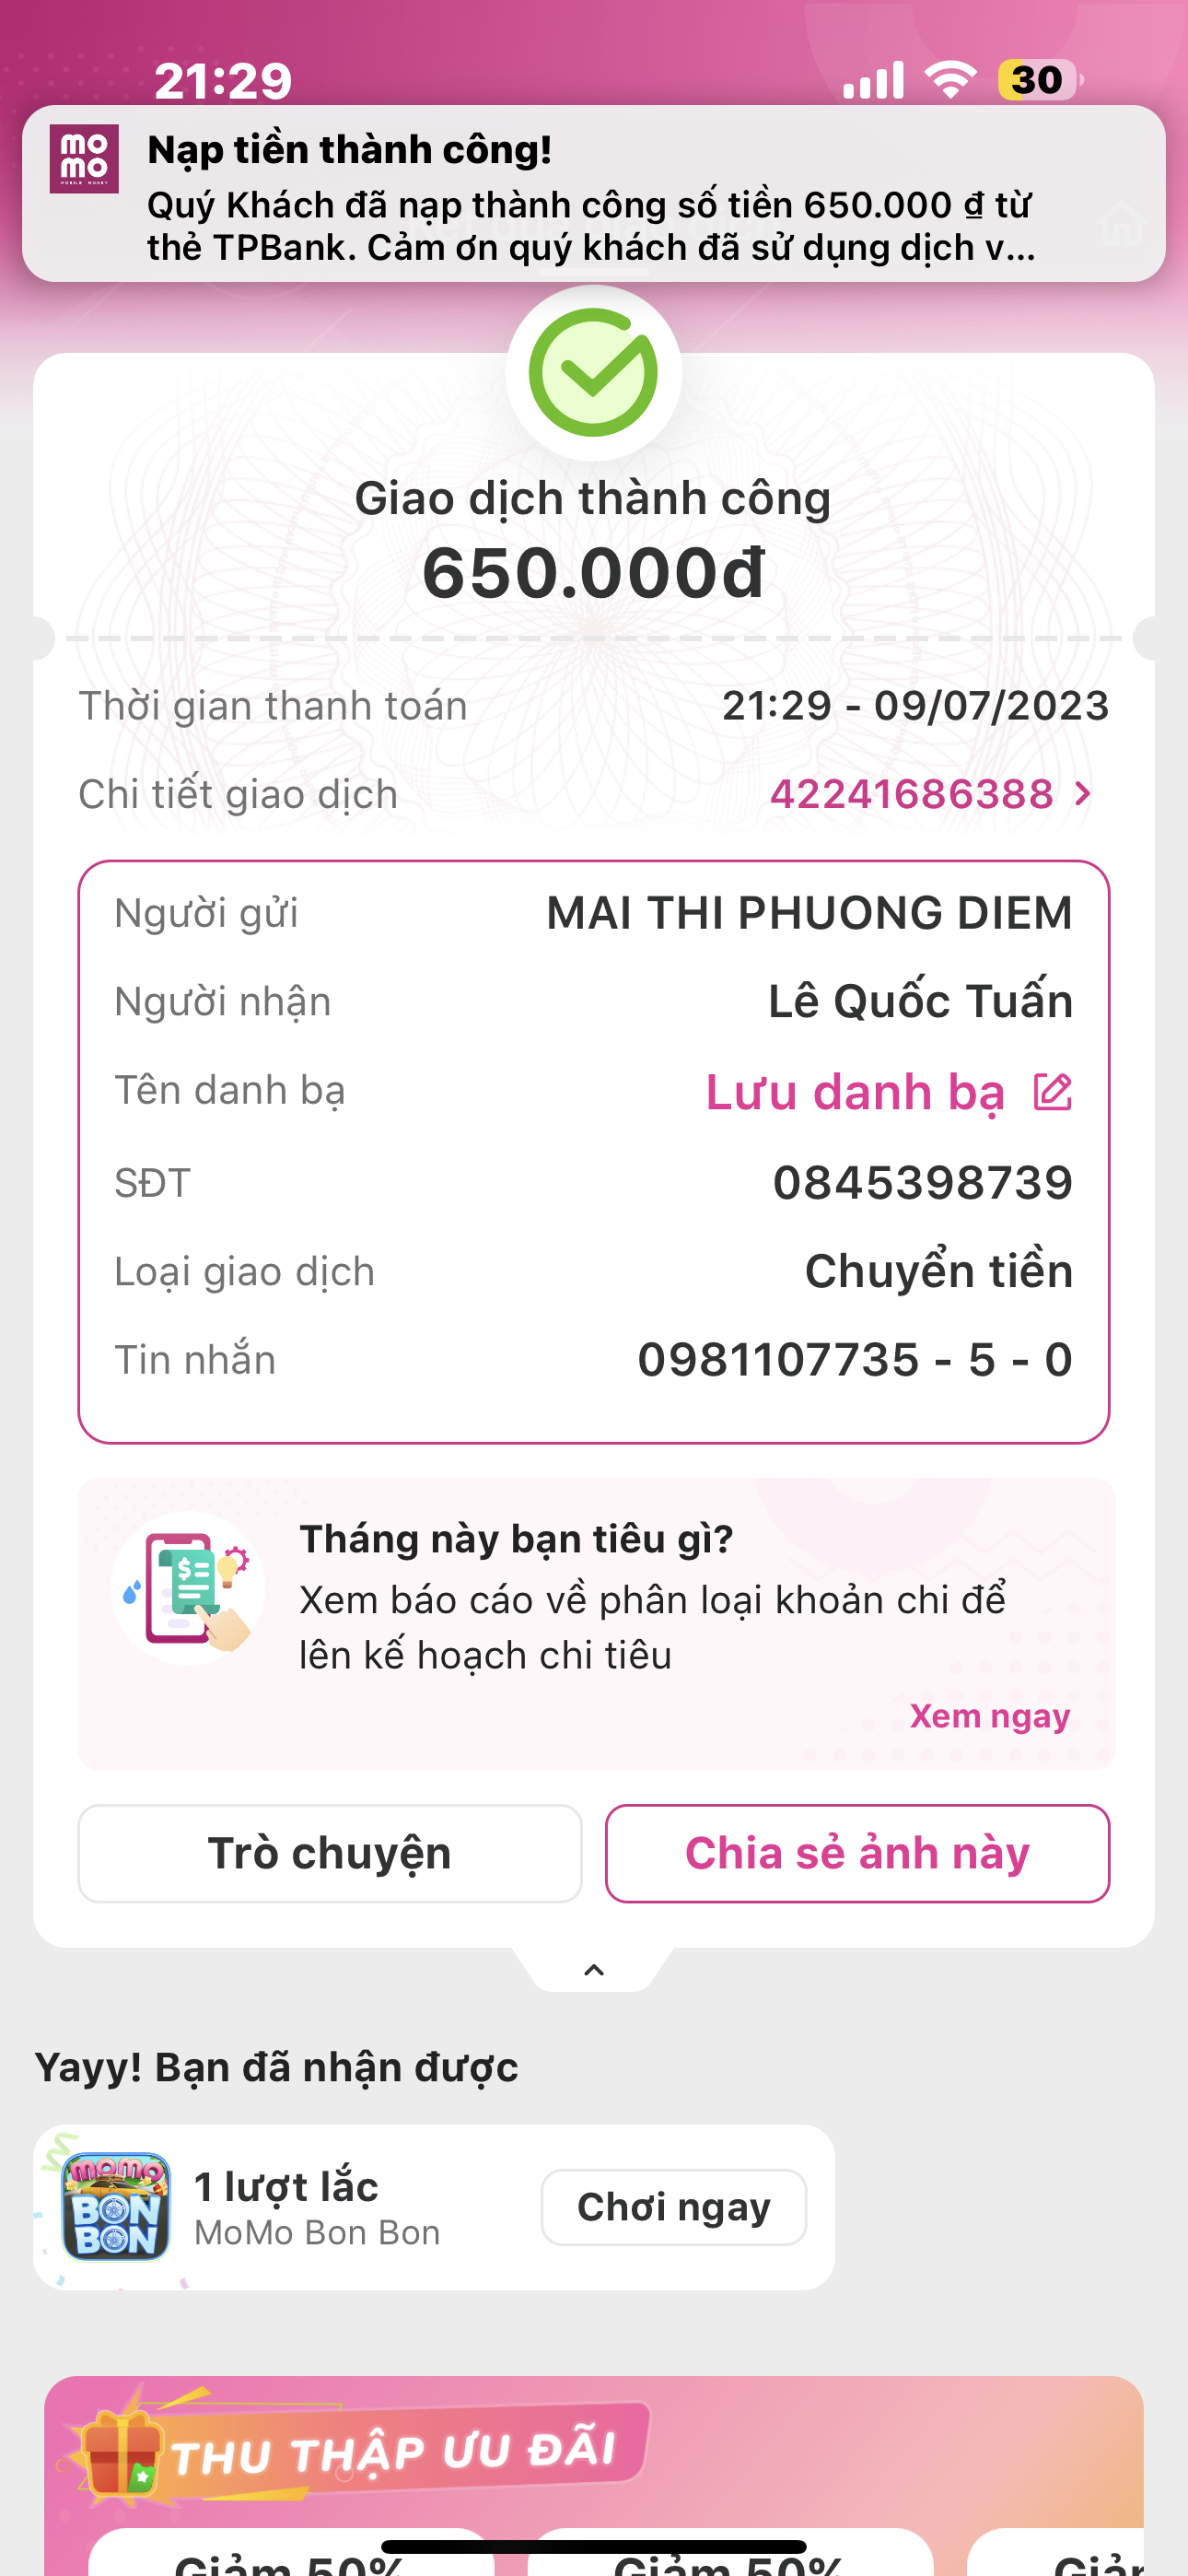 21:29
30
MOMO
MOBILE MONEY
Nạp tiền thành công!
Quý Khách đã nạp thành công số tiền 650.000 ₫ từ
thẻ TPBank. Cảm ơn quý khách đã sử dụng dịch v...
Giao dịch thành công
650.000đ
Thời gian thanh toán
21:29 - 09/07/2023
Chi tiết giao dịch
42241686388
Người gửi
MAI THI PHUONG DIEM
Người nhận
Lê Quốc Tuấn
Tên danh bạ
Lưu danh bạ
SĐT
0845398739
Loại giao dịch
Chuyển tiền
Tin nhắn
0981107735 - 5 - 0
Tháng này bạn tiêu gì?
Xem báo cáo về phân loại khoản chi để
lên kế hoạch chi tiêu
Xem ngay
Trò chuyện
Chia sẻ ảnh này
Yayy! Bạn đã nhận được
MOMO
BON
BON
1 lượt lắc
MoMo Bon Bon
Chơi ngay
THU THẬP ƯU ĐÃI
Giảm 50%
Giảm 50%